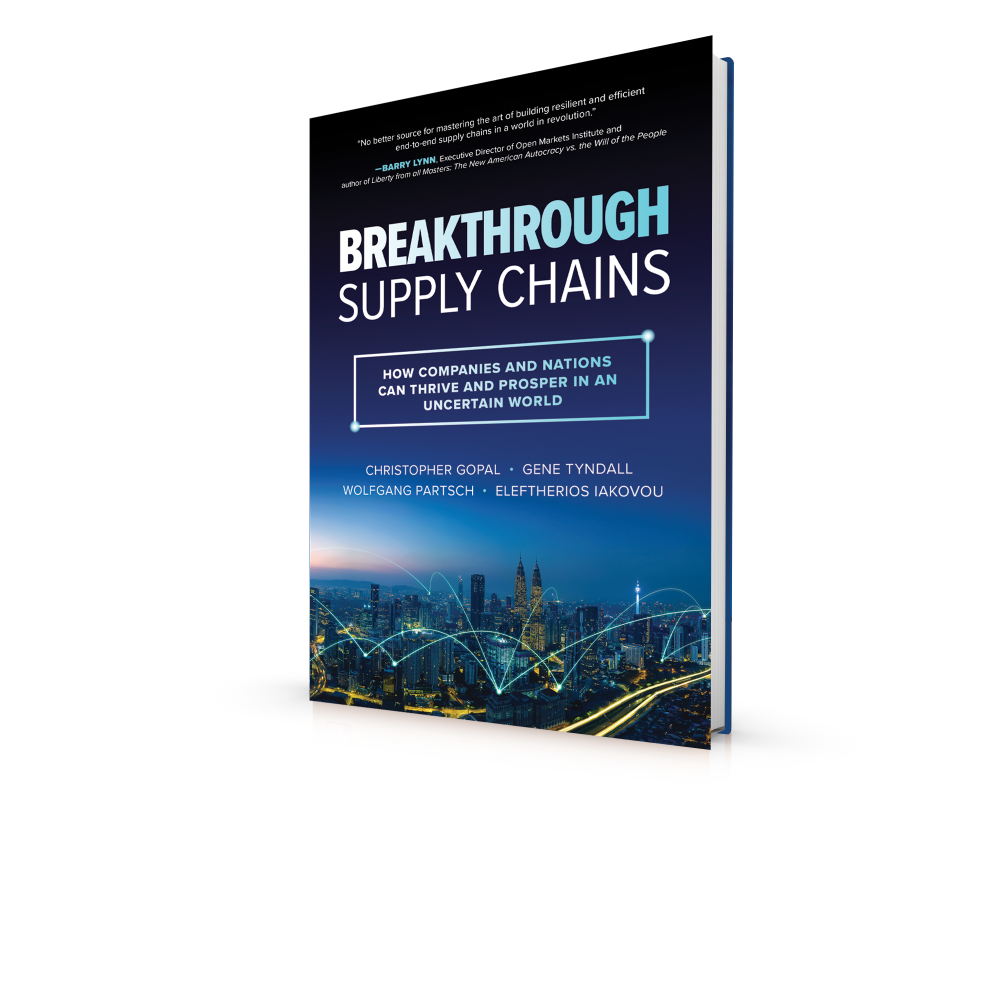 “No better source for mastering the art of building resilient and efficient
end-to-end supply chains in a world in revolution.”
—BARRY LYNN, Executive Director of Open Markets Institute and
author of Liberty from all Masters: The New American Autocracy vs. the Will of the People
BREAKTHROUGH
SUPPLY CHAINS
HOW COMPANIES AND NATIONS
CAN THRIVE AND PROSPER IN AN
UNCERTAIN WORLD
CHRISTOPHER GOPAL • GENE TYNDALL
WOLFGANG PARTSCH • ELEFTHERIOS IAKOVOU